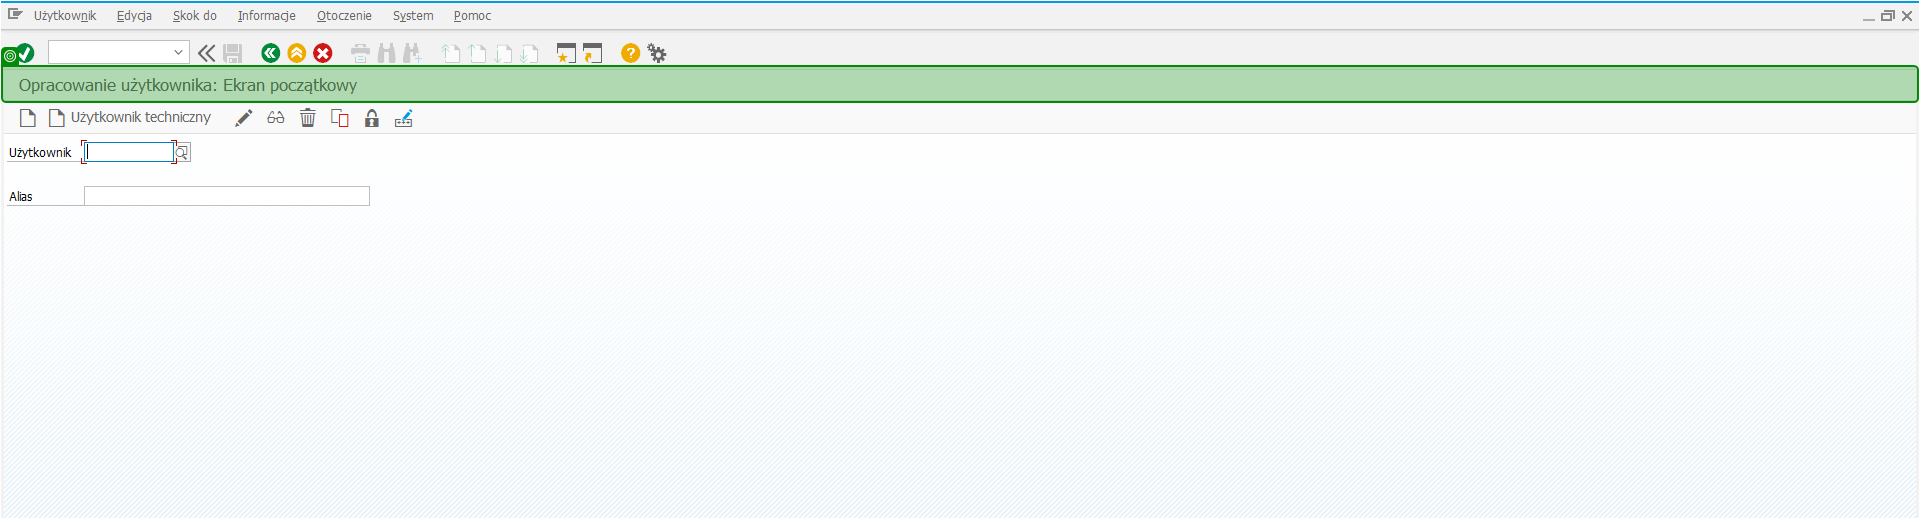 Użytkownik Edycja Skok do Informacje Otoczenie System Pomoc
Opracowanie użytkownika: Ekran początkowy
Użytkownik techniczny
Użytkownik
Alias